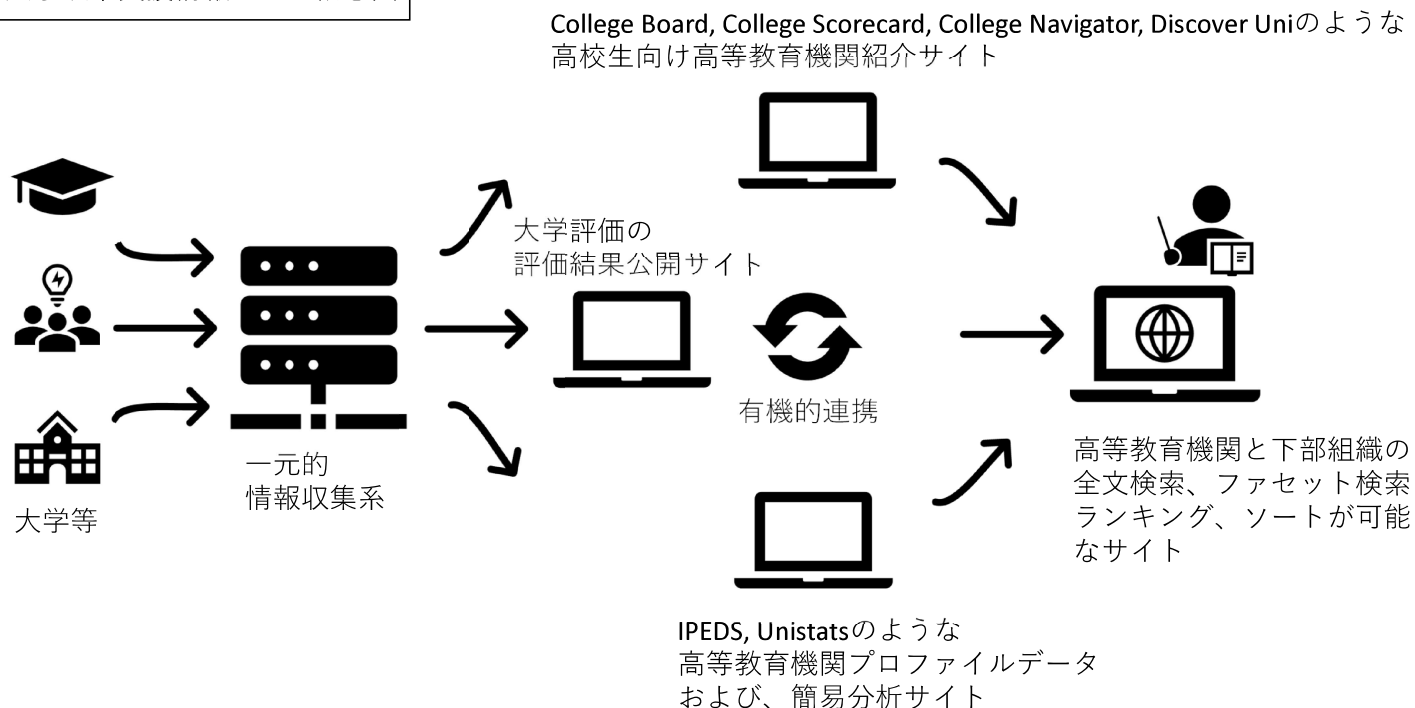 College Board, College Scorecard, College Navigator, Discover Uniのような
高校生向け高等教育機関紹介サイト
大学評価の
評価結果公開サイト
有機的連携
一元的
情報収集系
大学等
高等教育機関と下部組織の
全文検索、ファセット検索
ランキング、ソートが可能
なサイト
IPEDS, Unistatsのような
高等教育機関プロファイルデータ
および、簡易分析サイト